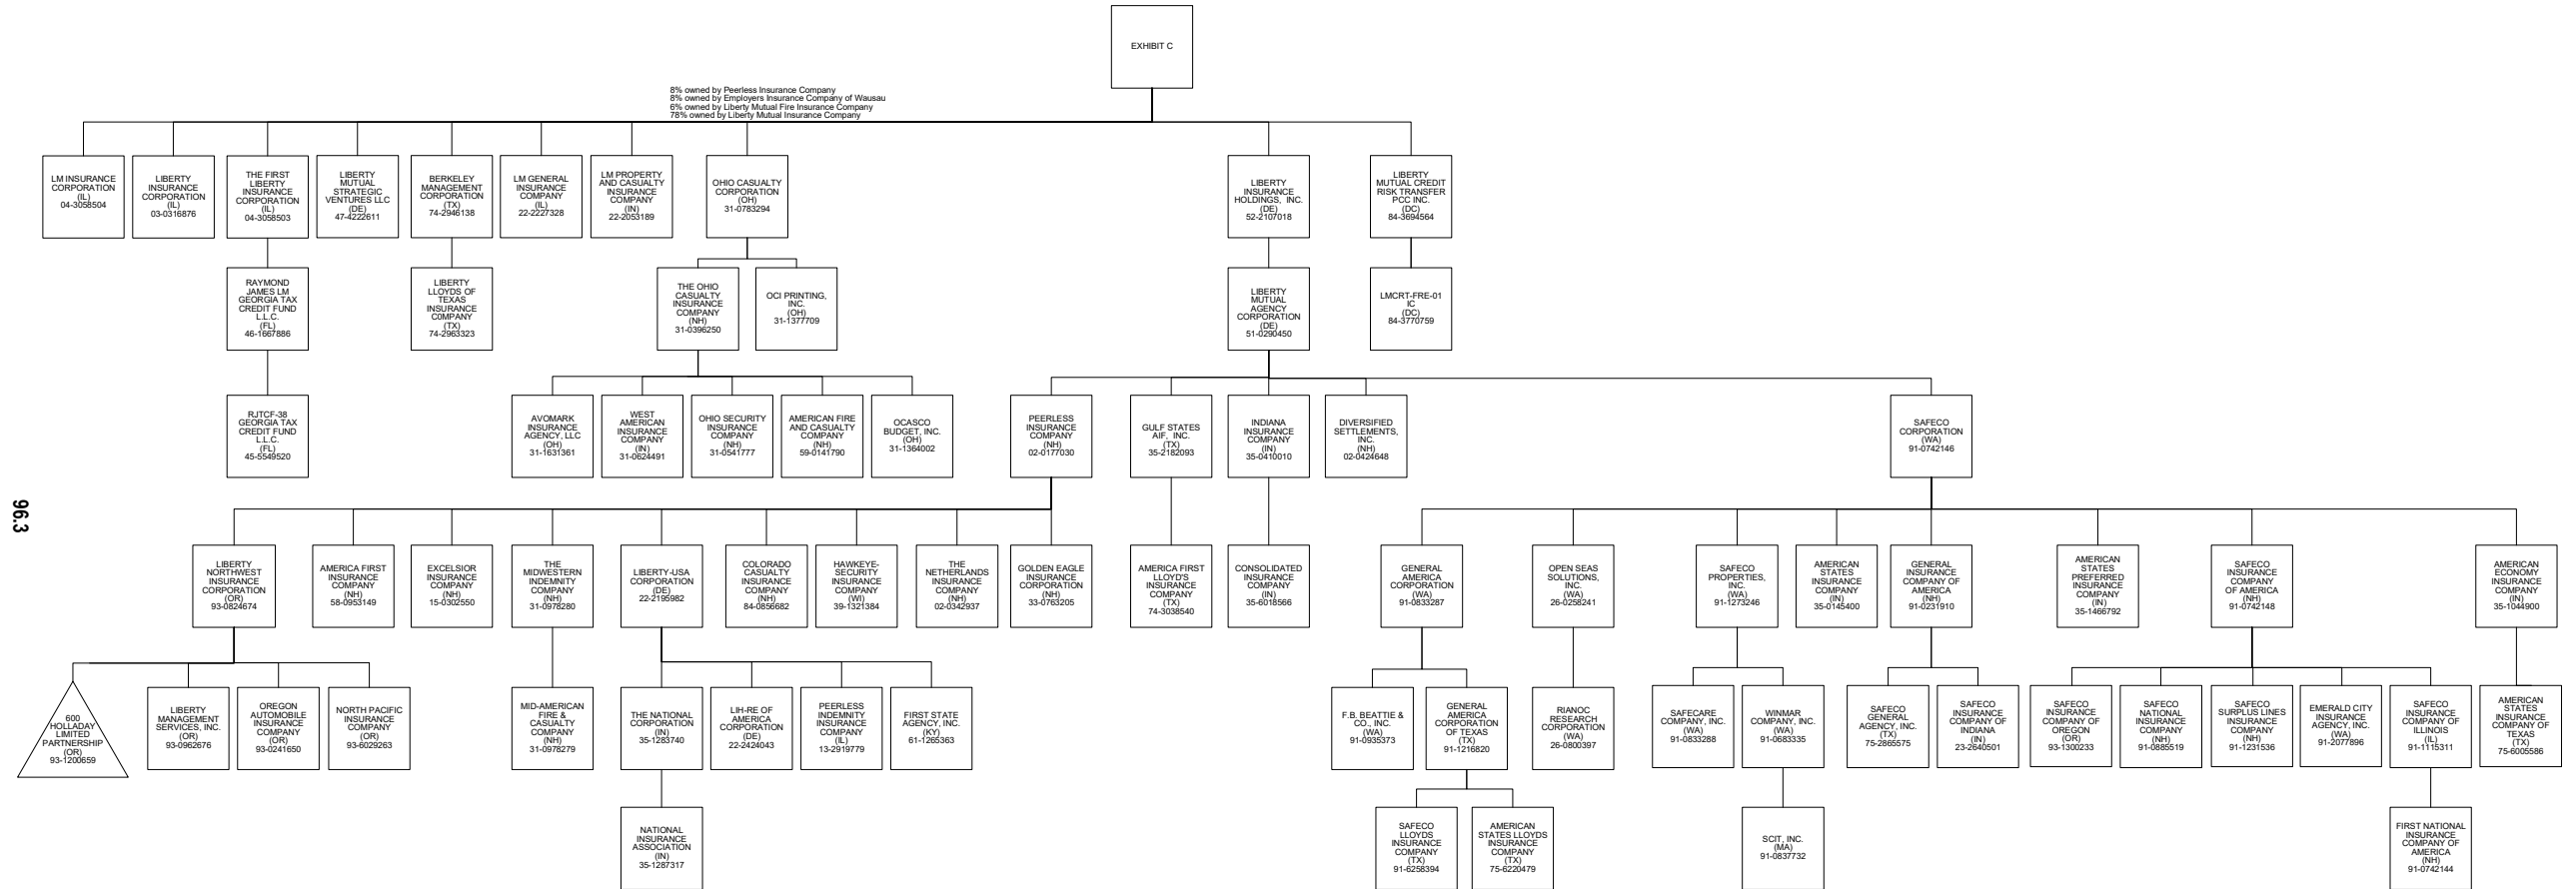 EXHIBIT C
8% owned by Peerless Insurance Company
8% owned by Employers Insurance Company of Wausau
6% owned by Liberty Mutual Fire Insurance Company
78% owned by Liberty Mutual Insurance Company
LM INSURANCE
CORPORATION
(IL)
04-3058504
LIBERTY
INSURANCE
CORPORATION
(IL)
03-0316876
THE FIRST
LIBERTY
INSURANCE
CORPORATION
(IL)
04-3058503
LIBERTY
MUTUAL
STRATEGIC
VENTURES LLC
(DE)
47-4222611
BERKELEY
MANAGEMENT
CORPORATION
(TX)
74-2946138
LM GENERAL
INSURANCE
COMPANY
(IL)
22-2227328
LM PROPERTY
AND CASUALTY
INSURANCE
COMPANY
(IN)
22-2053189
OHIO CASUALTY
CORPORATION
(OH)
31-0783294
LIBERTY
INSURANCE
HOLDINGS, INC.
(DE)
52-2107018
LIBERTY
MUTUAL CREDIT
RISK TRANSFER
PCC INC.
(DC)
84-3694564
RAYMOND
JAMES LM
GEORGIA TAX
CREDIT FUND
L.L.C.
(FL)
46-1667886
LIBERTY
LLOYDS OF
TEXAS
INSURANCE
COMPANY
(TX)
74-2963323
THE OHIO
CASUALTY
INSURANCE
COMPANY
(NH)
31-0396250
OCI PRINTING,
INC.
(OH)
31-1377709
LIBERTY
MUTUAL
AGENCY
CORPORATION
(DE)
51-0290450
LMCRT-FRE-01
IC
(DC)
84-3770759
RJTCF-38
GEORGIA TAX
CREDIT FUND
L.L.C.
(FL)
45-5549520
AVOMARK
INSURANCE
AGENCY, LLC
(OH)
31-1631361
WEST
AMERICAN
INSURANCE
COMPANY
(IN)
31-0624491
OHIO SECURITY
INSURANCE
COMPANY
(NH)
31-0541777
AMERICAN FIRE
AND CASUALTY
COMPANY
(NH)
59-0141790
OCASCO
BUDGET, INC.
(OH)
31-1364002
PEERLESS
INSURANCE
COMPANY
(NH)
02-0177030
GULF STATES
AIF, INC.
(TX)
35-2182093
INDIANA
INSURANCE
COMPANY
(IN)
35-0410010
DIVERSIFIED
SETTLEMENTS,
INC.
(NH)
02-0424648
SAFECO
CORPORATION
(WA)
91-0742146
96.3
LIBERTY
NORTHWEST
INSURANCE
CORPORATION
(OR)
93-0824674
AMERICA FIRST
INSURANCE
COMPANY
(NH)
58-0953149
EXCELSIOR
INSURANCE
COMPANY
(NH)
15-0302550
THE
MIDWESTERN
INDEMNITY
COMPANY
(NH)
31-0978280
LIBERTY-USA
CORPORATION
(DE)
22-2195982
COLORADO
CASUALTY
INSURANCE
COMPANY
(NH)
84-0856682
HAWKEYE-
SECURITY
INSURANCE
COMPANY
(WI)
39-1321384
THE
NETHERLANDS
INSURANCE
COMPANY
(NH)
02-0342937
GOLDEN EAGLE
INSURANCE
CORPORATION
(NH)
33-0763205
AMERICA FIRST
LLOYD'S
INSURANCE
COMPANY
(TX)
74-3038540
CONSOLIDATED
INSURANCE
COMPANY
(IN)
35-6018566
GENERAL
AMERICA
CORPORATION
(WA)
91-0833287
OPEN SEAS
SOLUTIONS,
INC.
(WA)
26-0258241
SAFECO
PROPERTIES,
INC.
(WA)
91-1273246
AMERICAN
STATES
INSURANCE
COMPANY
(IN)
35-0145400
GENERAL
INSURANCE
COMPANY OF
AMERICA
(NH)
91-0231910
AMERICAN
STATES
PREFERRED
INSURANCE
COMPANY
(IN)
35-1466792
SAFECO
INSURANCE
COMPANY
OF AMERICA
(NH)
91-0742148
AMERICAN
ECONOMY
INSURANCE
COMPANY
(IN)
35-1044900
600
HOLLADAY
LIMITED
PARTNERSHIP
(OR)
93-1200659
LIBERTY
MANAGEMENT
SERVICES, INC.
(OR)
93-0962676
OREGON
AUTOMOBILE
INSURANCE
COMPANY
(OR)
93-0241650
NORTH PACIFIC
INSURANCE
COMPANY
(OR)
93-6029263
MID-AMERICAN
FIRE &
CASUALTY
COMPANY
(NH)
31-0978279
THE NATIONAL
CORPORATION
(IN)
35-1283740
LIH-RE OF
AMERICA
CORPORATION
(DE)
22-2424043
PEERLESS
INDEMNITY
INSURANCE
COMPANY
(IL)
13-2919779
FIRST STATE
AGENCY, INC.
(KY)
61-1265363
F.B. BEATTIE &
CO., INC.
(WA)
91-0935373
GENERAL
AMERICA
CORPORATION
OF TEXAS
(TX)
91-1216820
RIANOC
RESEARCH
CORPORATION
(WA)
26-0800397
SAFECARE
COMPANY, INC.
(WA)
91-0833288
WINMAR
COMPANY, INC.
(WA)
91-0683335
SAFECO
GENERAL
AGENCY, INC.
(TX)
75-2865575
SAFECO
INSURANCE
COMPANY OF
INDIANA
(IN)
23-2640501
SAFECO
INSURANCE
COMPANY OF
OREGON
(OR)
93-1300233
SAFECO
NATIONAL
INSURANCE
COMPANY
(NH)
91-0885519
SAFECO
SURPLUS LINES
INSURANCE
COMPANY
(NH)
91-1231536
EMERALD CITY
INSURANCE
AGENCY, INC.
(WA)
91-2077896
SAFECO
INSURANCE
COMPANY OF
ILLINOIS
(IL)
91-1115311
AMERICAN
STATES
INSURANCE
COMPANY OF
TEXAS
(TX)
75-6005586
NATIONAL
INSURANCE
ASSOCIATION
(IN)
35-1287317
SAFECO
LLOYDS
INSURANCE
COMPANY
(TX)
91-6258394
AMERICAN
STATES LLOYDS
INSURANCE
COMPANY
(TX)
75-6220479
SCIT, INC.
(MA)
91-0837732
FIRST NATIONAL
INSURANCE
COMPANY OF
AMERICA
(NH)
91-0742144